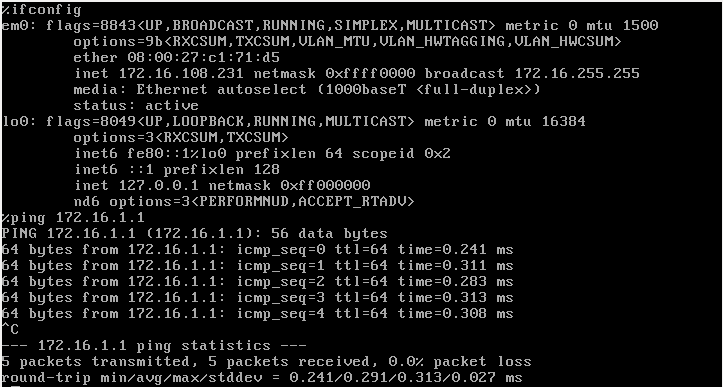 %ifconfig
em0: flags=8843<UP,BROADCAST,RUNNING,SIMPLEX,MULTICAST> metric 0 mtu 1500
options=9b<RXCSUM,TXCSUM,VLAN_MTU,VLAN_HWTAGGING,VLAN_HWCSUM>
ether 08:00:27:c1:71:d5
inet 172.16.108.231 netmask 0xffff0000 broadcast 172.16.255.255
media: Ethernet autoselect (1000baseT <full-duplex>)
status: active
lo0: flags=8049<UP,LOOPBACK,RUNNING,MULTICAST> metric 0 mtu 16384
options=3<RXCSUM,TXCSUM>
inet6 fe80::1%lo0 prefixlen 64 scopeid 0x2
inet6 ::1 prefixlen 128
inet 127.0.0.1 netmask 0xff000000
nd6 options=3<PERFORMNUD,ACCEPT_RTADV>
%ping 172.16.1.1
PING 172.16.1.1 (172.16.1.1): 56 data bytes
64 bytes from 172.16.1.1: icmp_seq=0 ttl=64 time=0.241 ms
64 bytes from 172.16.1.1: icmp_seq=1 ttl=64 time=0.311 ms
64 bytes from 172.16.1.1: icmp_seq=2 ttl=64 time=0.283 ms
64 bytes from 172.16.1.1: icmp_seq=3 ttl=64 time=0.313 ms
64 bytes from 172.16.1.1: icmp_seq=4 ttl=64 time=0.308 ms
^C
--- 172.16.1.1 ping statistics ---
5 packets transmitted, 5 packets received, 0.0% packet loss
round-trip min/avg/max/stddev = 0.241/0.291/0.313/0.027 ms